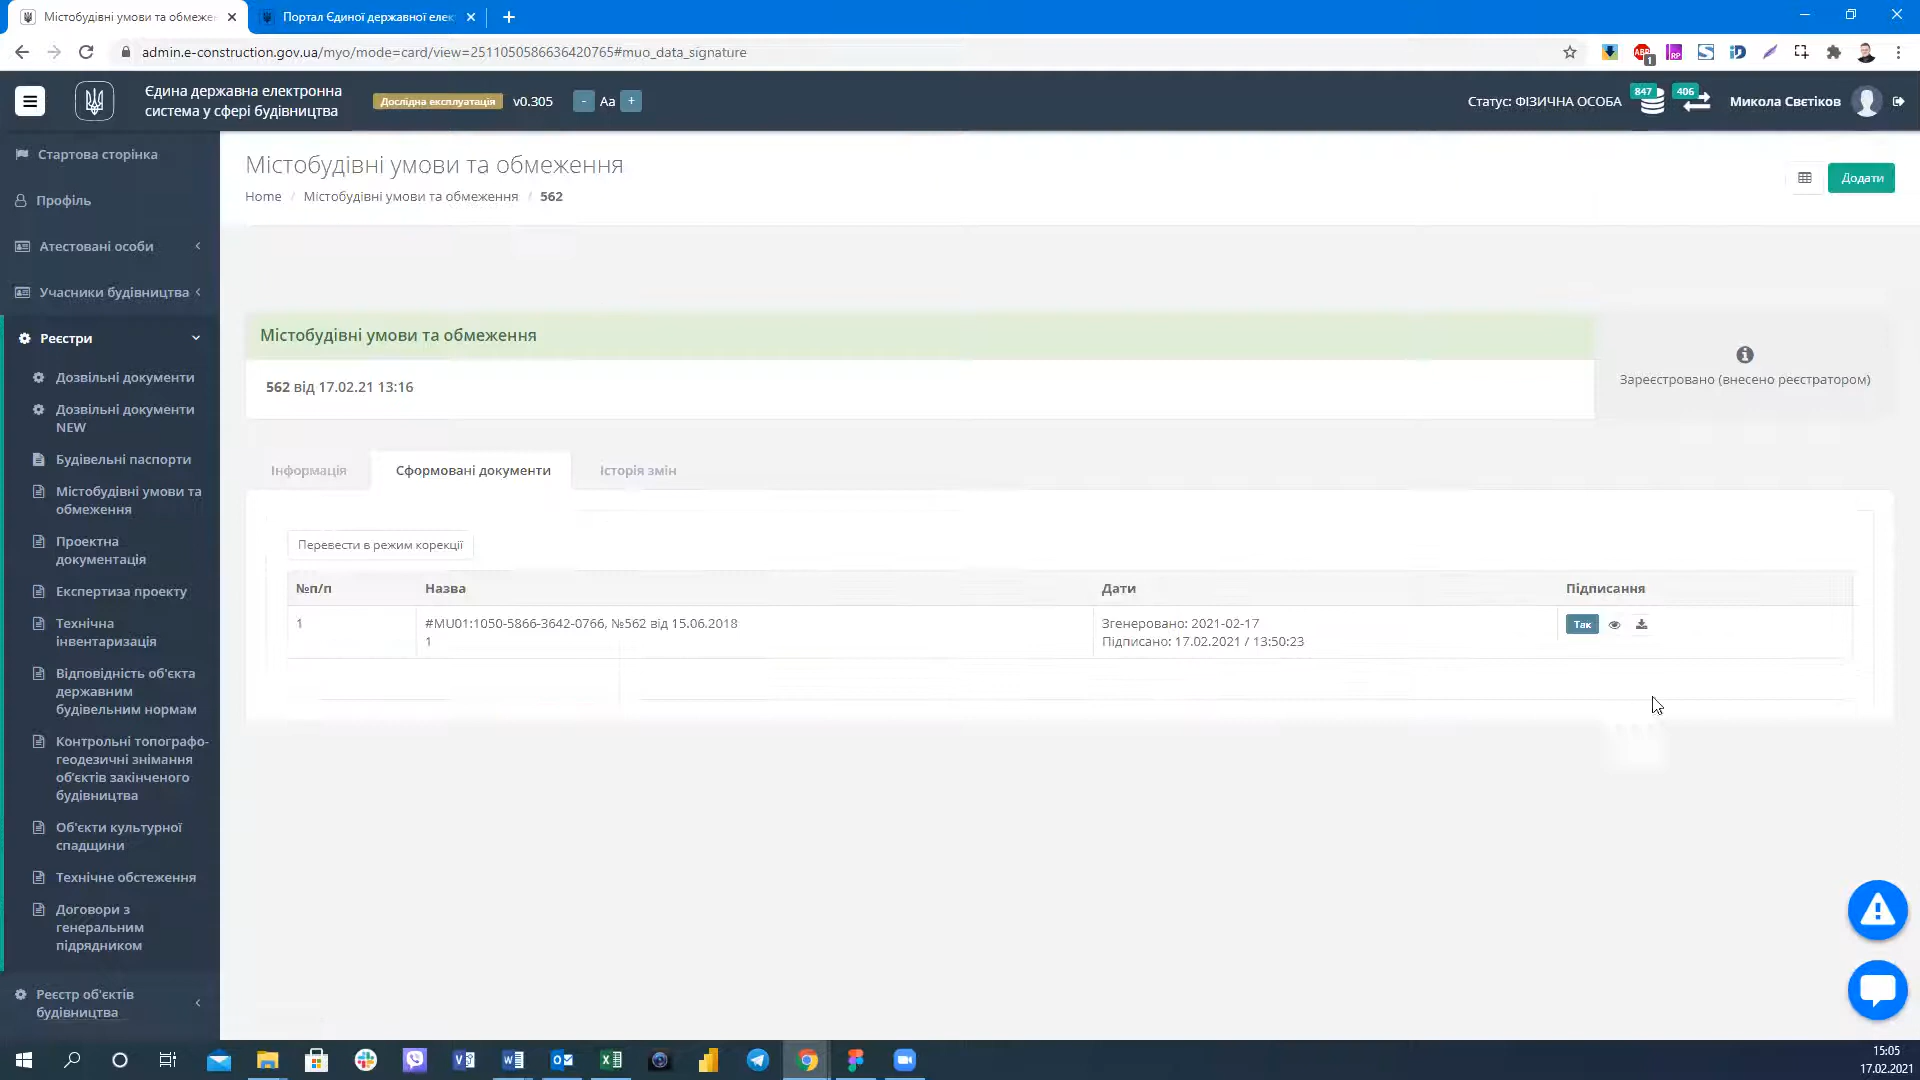 Містобудівні умови та обмежен
Портал Єдиної державної елек
admin.e-construction.gov.ua/myo/mode=card/view=2511050586636420765#muo_data_signature
Єдина державна електронна
система у сфері будівництва
Дослідна експлуатація
v0.305
- Aa +
Статус: ФІЗИЧНА ОСОБА
847
406
Микола Свєтіков
Стартова сторінка
Профіль
Атестовані особи
Учасники будівництва
Реєстри
Дозвільні документи
Дозвільні документи
NEW
Будівельні паспорти
Містобудівні умови та
обмеження
Проектна
документація
Експертиза проекту
Технічна
інвентаризація
Відповідність об'єкта
державним
будівельним нормам
Контрольні топографо-
геодезичні знімання
об'єктів закінченого
будівництва
Об'єкти культурної
спадщини
Технічне обстеження
Договори з
генеральним
підрядником
Реєстр об'єктів
будівництва
Містобудівні умови та обмеження
Home / Містобудівні умови та обмеження / 562
Додати
Містобудівні умови та обмеження
562 від 17.02.21 13:16
Зареєстровано (внесено реєстратором)
Інформація
Сформовані документи
Історія змін
Перевести в режим корекції
№п/п Назва Дати Підписання
1 #MU01:1050-5866-3642-0766, №562 від 15.06.2018 Згенеровано: 2021-02-17 Так
1 Підписано: 17.02.2021 / 13:50:23
15:05
17.02.2021